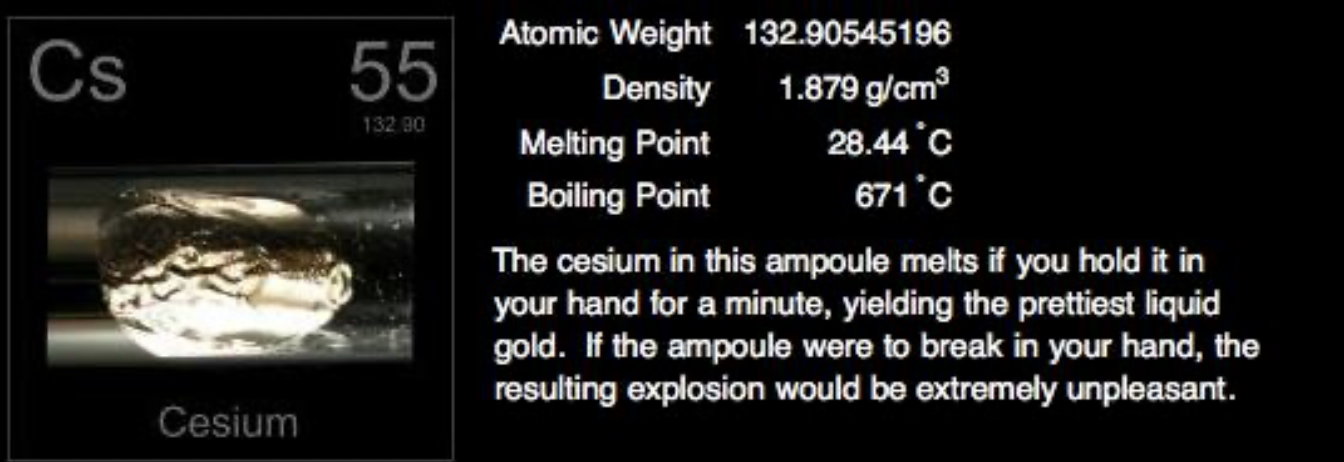 Cs 55
132.90
Cesium
Atomic Weight 132.90545196
Density 1.879 g/cm³
Melting Point 28.44 °C
Boiling Point 671 °C
The cesium in this ampoule melts if you hold it in
your hand for a minute, yielding the prettiest liquid
gold. If the ampoule were to break in your hand, the
resulting explosion would be extremely unpleasant.